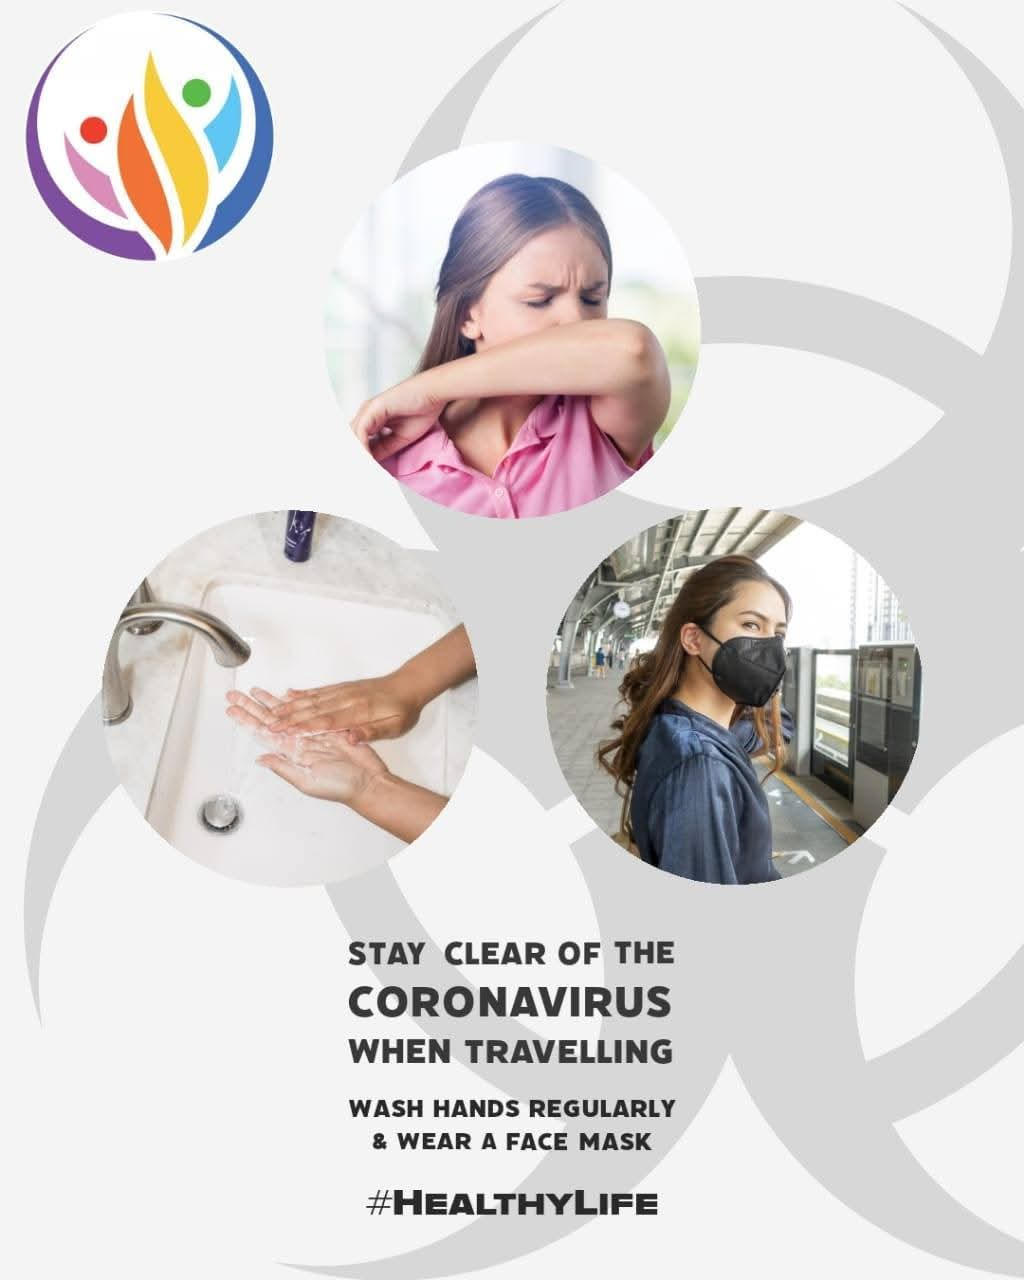 STAY CLEAR OF THE
CORONAVIRUS
WHEN TRAVELLING
WASH HANDS REGULARLY
& WEAR A FACE MASK
#HEALTHYLIFE